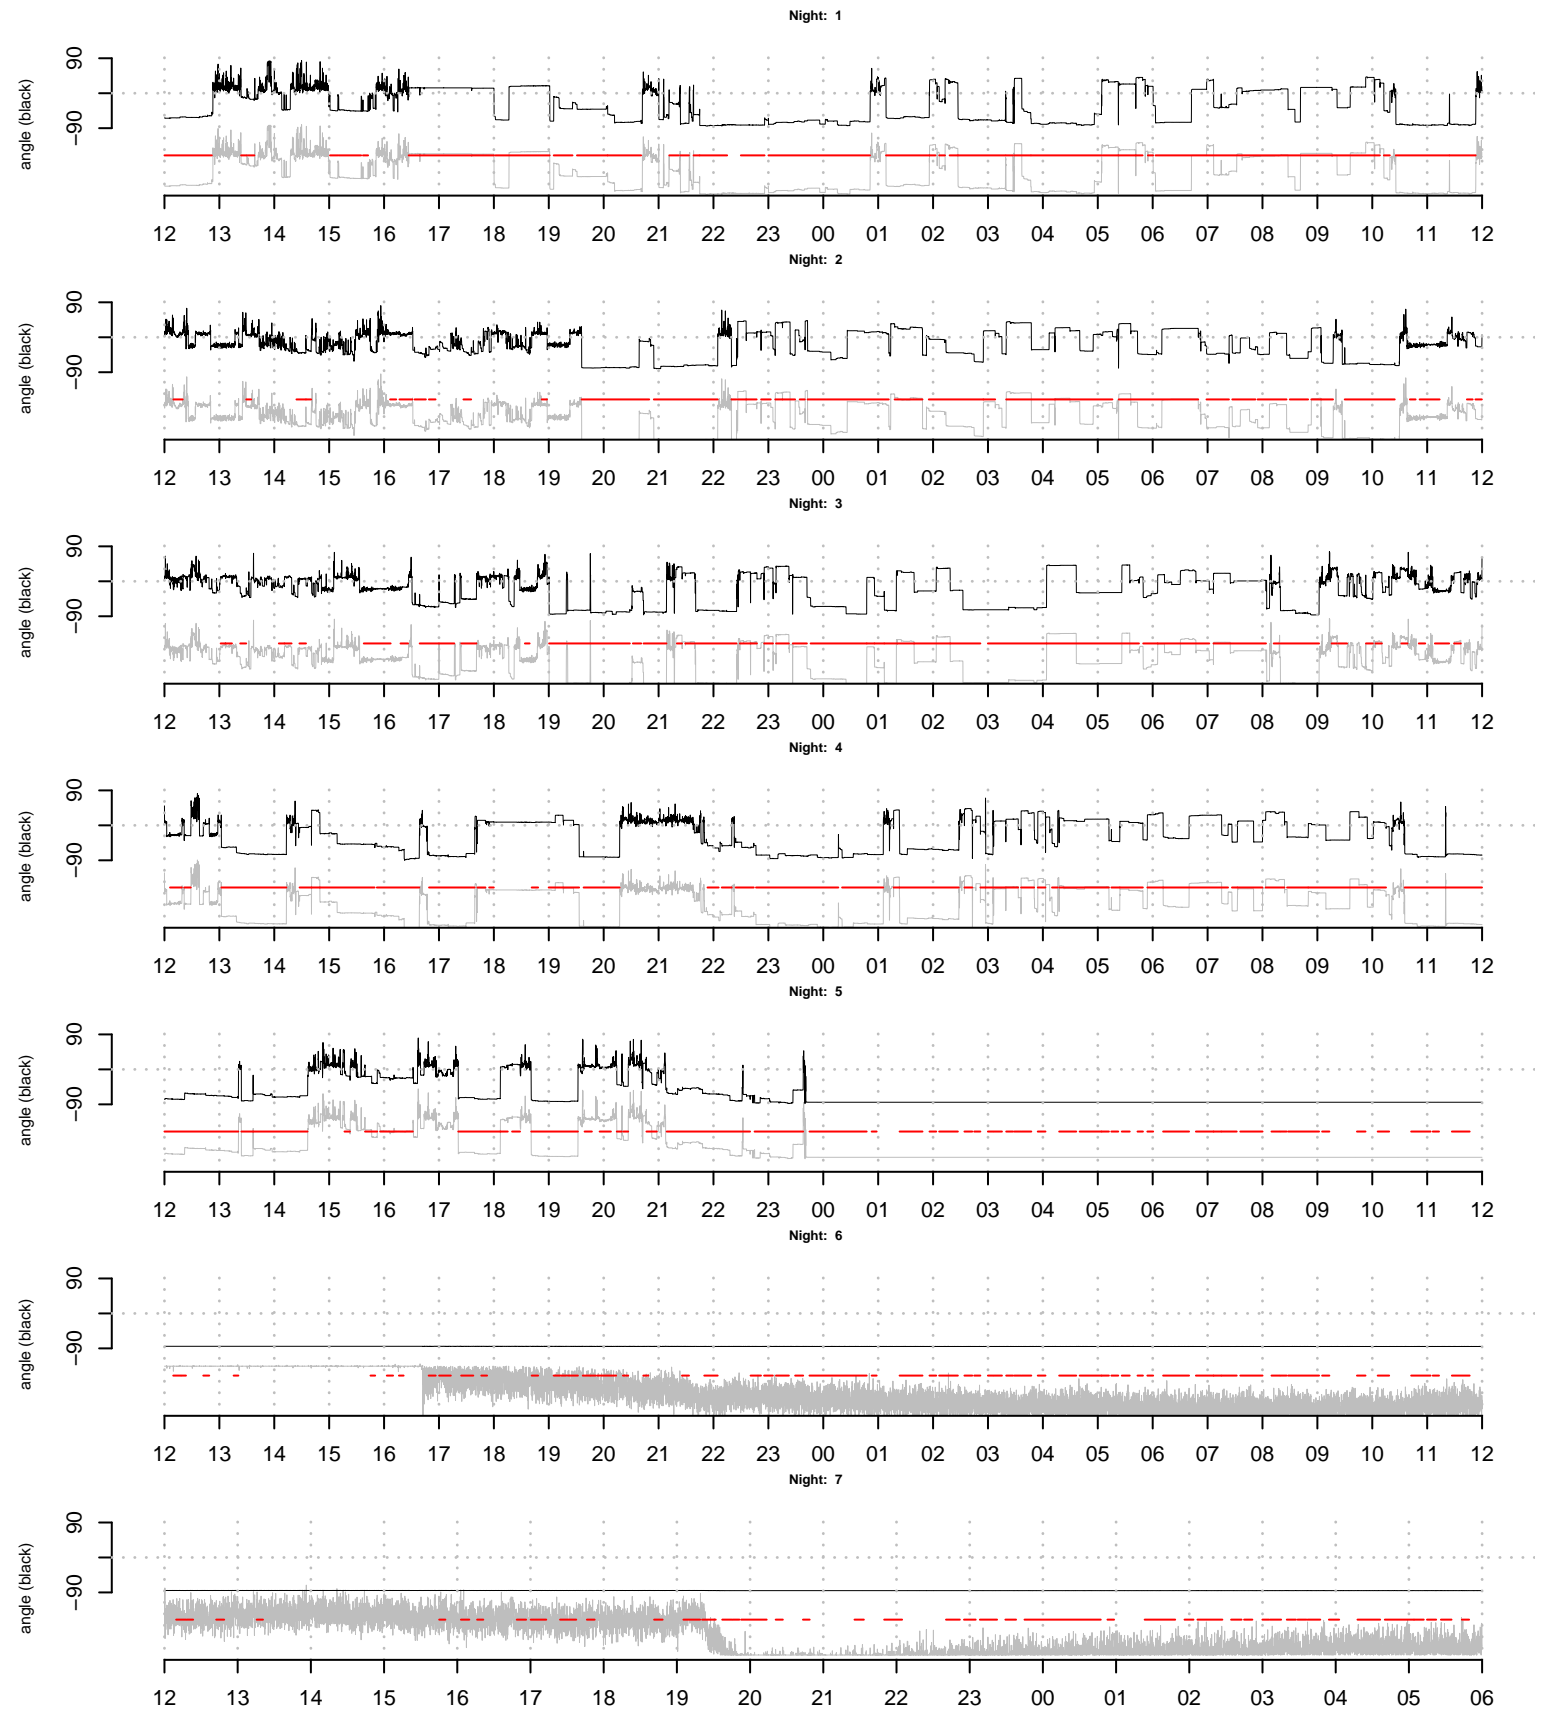 Night: 1
angle (black)
90
-90
12 13 14 15 16 17 18 19 20 21 22 23 00 01 02 03 04 05 06 07 08 09 10 11 12
Night: 2
angle (black)
90
-90
12 13 14 15 16 17 18 19 20 21 22 23 00 01 02 03 04 05 06 07 08 09 10 11 12
Night: 3
angle (black)
90
-90
12 13 14 15 16 17 18 19 20 21 22 23 00 01 02 03 04 05 06 07 08 09 10 11 12
Night: 4
angle (black)
90
-90
12 13 14 15 16 17 18 19 20 21 22 23 00 01 02 03 04 05 06 07 08 09 10 11 12
Night: 5
angle (black)
90
-90
12 13 14 15 16 17 18 19 20 21 22 23 00 01 02 03 04 05 06 07 08 09 10 11 12
Night: 6
angle (black)
90
-90
12 13 14 15 16 17 18 19 20 21 22 23 00 01 02 03 04 05 06 07 08 09 10 11 12
Night: 7
angle (black)
90
-90
12 13 14 15 16 17 18 19 20 21 22 23 00 01 02 03 04 05 06